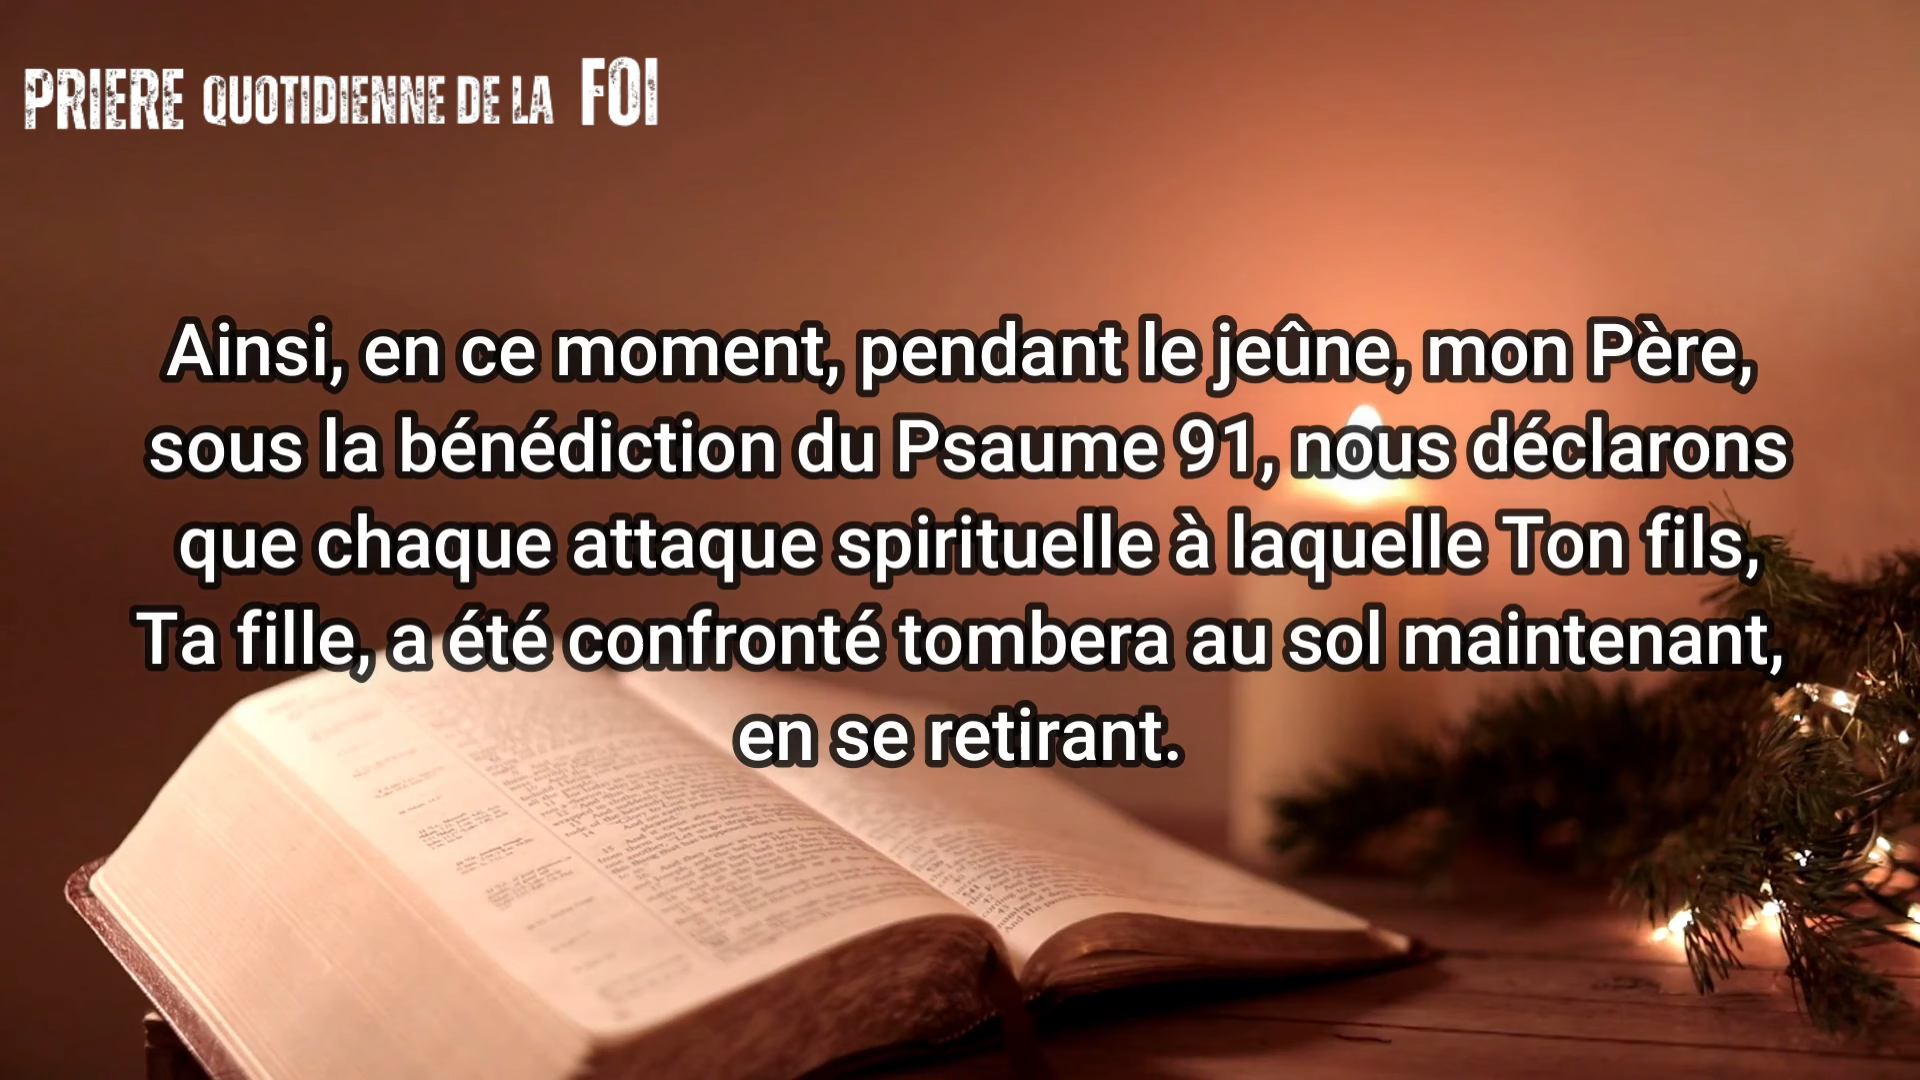 PRIERE QUOTIDIENNE DE LA FOI
Ainsi, en ce moment, pendant le jeûne, mon Père,
sous la bénédiction du Psaume 91, nous déclarons
que chaque attaque spirituelle à laquelle Ton fils,
Ta fille, a été confronté tombera au sol maintenant,
en se retirant.